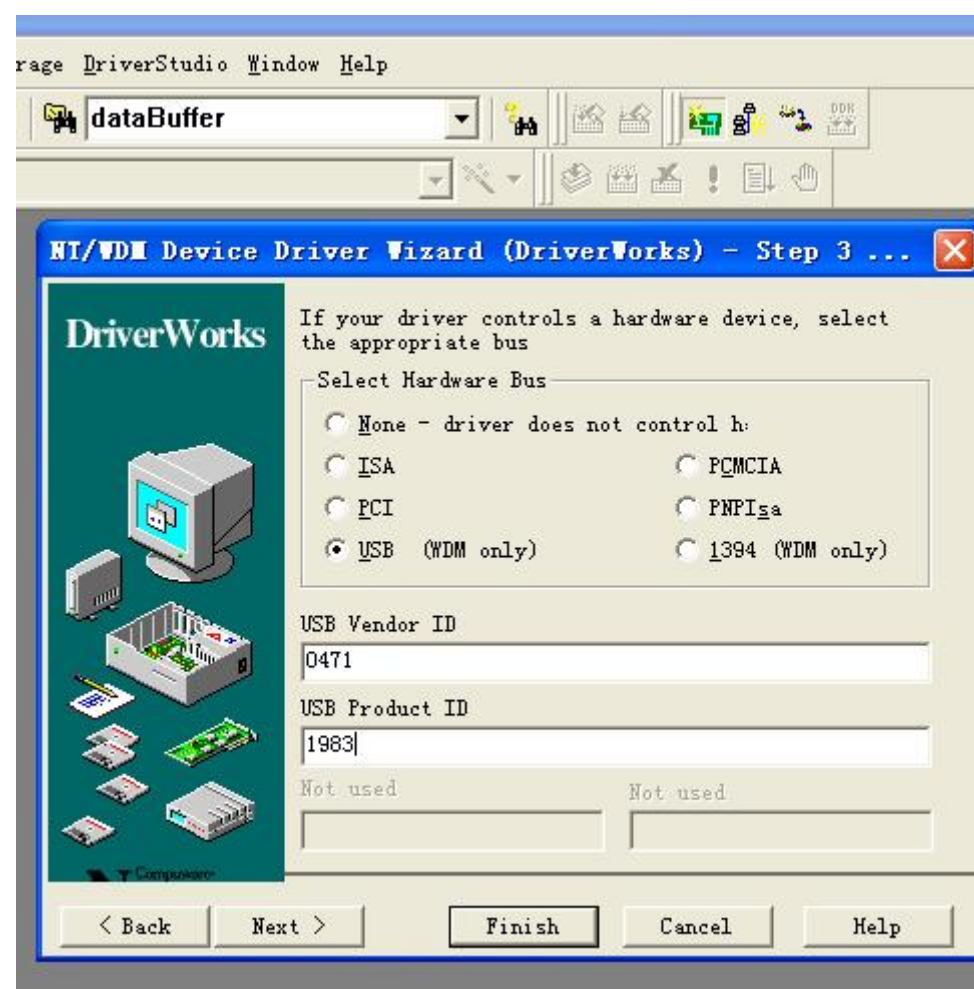 rage DriverStudio Window Help
dataBuffer
DDK
NT/WDM Device Driver Wizard (DriverWorks) - Step 3 ...
DriverWorks
If your driver controls a hardware device, select
the appropriate bus
Select Hardware Bus
None - driver does not control h
ISA
PCMCIA
PCI
PNPIsa
USB (WDM only)
1394 (WDM only)
USB Vendor ID
0471
USB Product ID
1983
Not used
Not used
Compuware
< Back
Next >
Finish
Cancel
Help